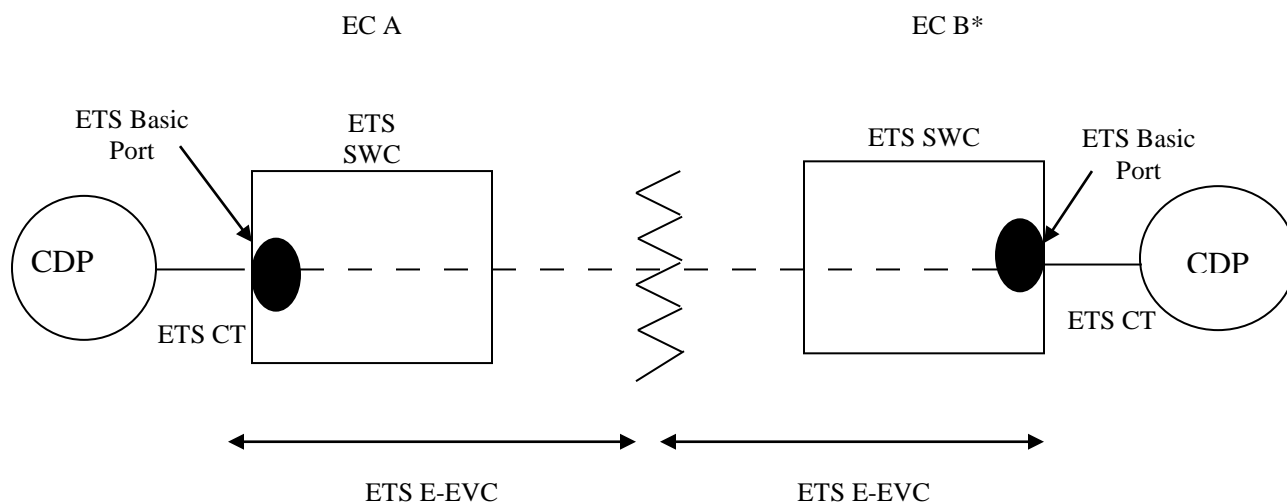 EC A
EC B*
ETS Basic
Port
ETS
SWC
ETS SWC
ETS Basic
Port
CDP
CDP
ETS CT
ETS CT
ETS E-EVC
ETS E-EVC